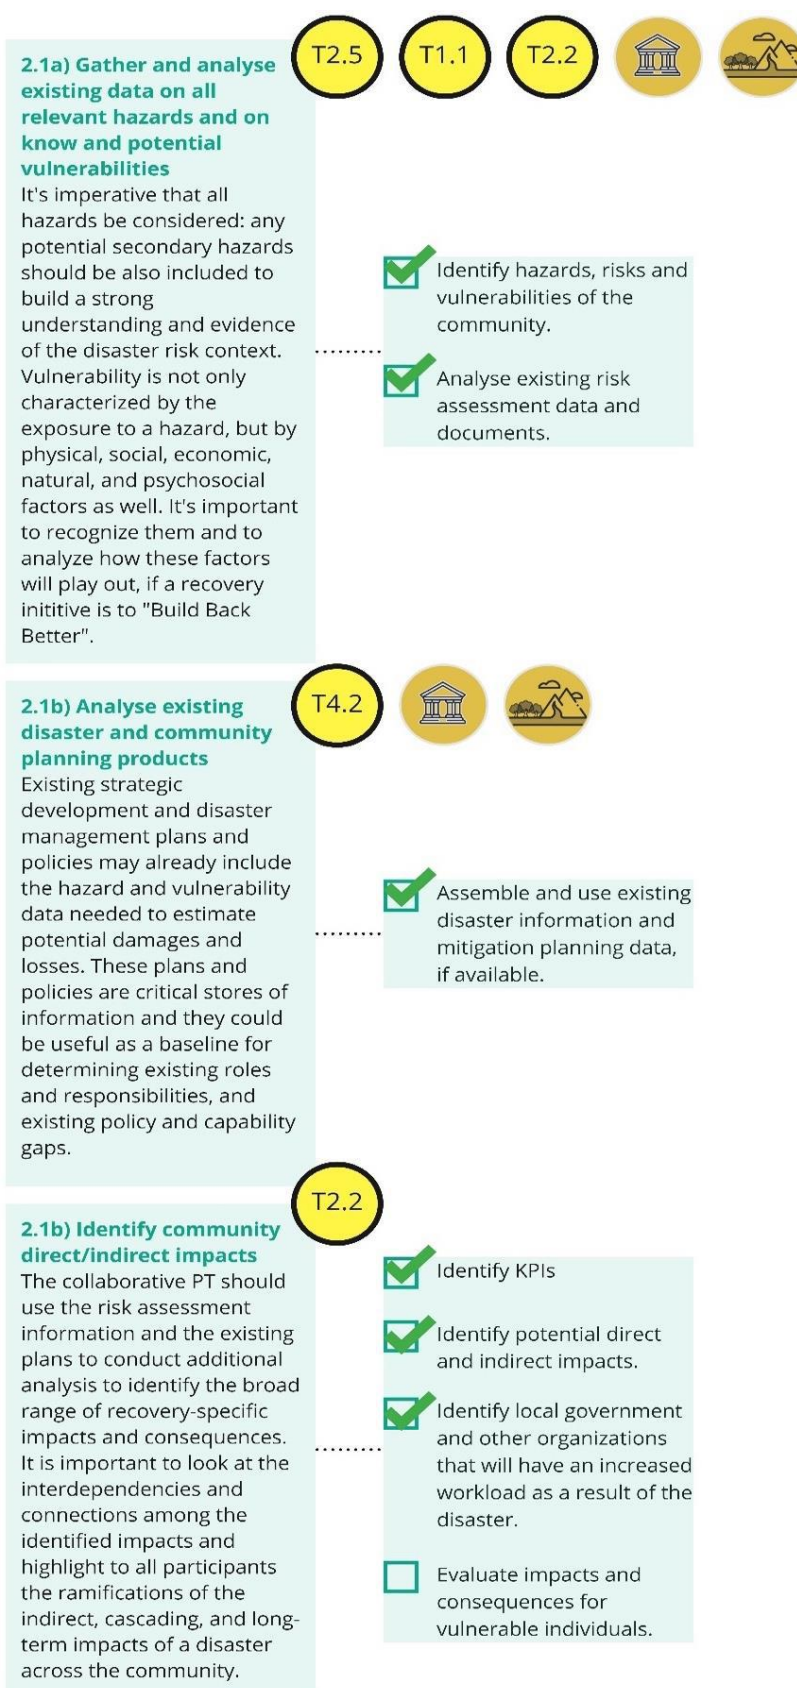 T2.5
T1.1
T2.2
2.1a) Gather and analyse
existing data on all
relevant hazards and on
know and potential
vulnerabilities
It's imperative that all
hazards be considered: any
potential secondary hazards
should be also included to
build a strong
understanding and evidence
of the disaster risk context.
Vulnerability is not only
characterized by the
exposure to a hazard, but by
physical, social, economic,
natural, and psychosocial
factors as well. It's important
to recognize them and to
analyze how these factors
will play out, if a recovery
inititive is to "Build Back
Better".
Identify hazards, risks and
vulnerabilities of the
community.
Analyse existing risk
assessment data and
documents.
T4.2
2.1b) Analyse existing
disaster and community
planning products
Existing strategic
development and disaster
management plans and
policies may already include
the hazard and vulnerability
data needed to estimate
potential damages and
losses. These plans and
policies are critical stores of
information and they could
be useful as a baseline for
determining existing roles
and responsibilities, and
existing policy and capability
gaps.
Assemble and use existing
disaster information and
mitigation planning data,
if available.
T2.2
2.1b) Identify community
direct/indirect impacts
The collaborative PT should
use the risk assessment
information and the existing
plans to conduct additional
analysis to identify the broad
range of recovery-specific
impacts and consequences.
It is important to look at the
interdependencies and
connections among the
identified impacts and
highlight to all participants
the ramifications of the
indirect, cascading, and long-
term impacts of a disaster
across the community.
Identify KPIs
Identify potential direct
and indirect impacts.
Identify local government
and other organizations
that will have an increased
workload as a result of the
disaster.
Evaluate impacts and
consequences for
vulnerable individuals.